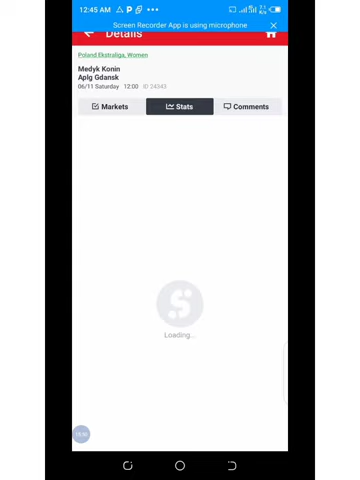 12:45 AM
Screen Recorder App is using microphone
Details
Poland Ekstraliga, Women
Medyk Konin
Aplg Gdansk
06/11 Saturday 12:00 ID 24343
Markets
Stats
Comments
Loading...